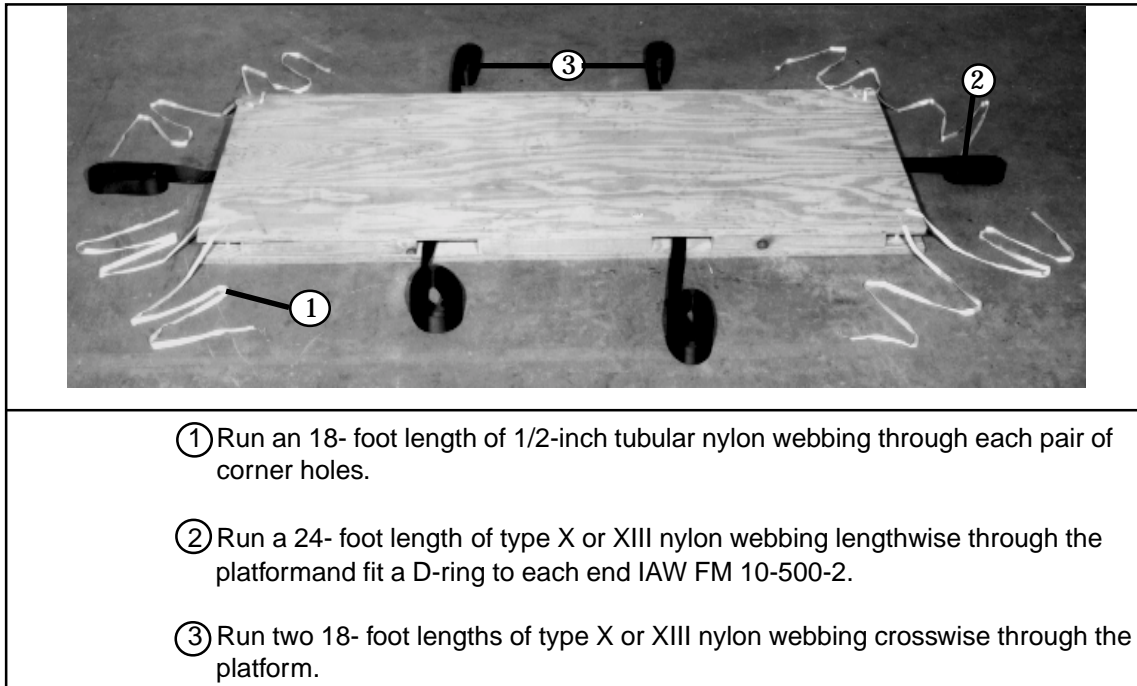 3
2
1
1 Run an 18- foot length of 1/2-inch tubular nylon webbing through each pair of
corner holes.
2 Run a 24- foot length of type X or XIII nylon webbing lengthwise through the
platformand fit a D-ring to each end IAW FM 10-500-2.
3 Run two 18- foot lengths of type X or XIII nylon webbing crosswise through the
platform.